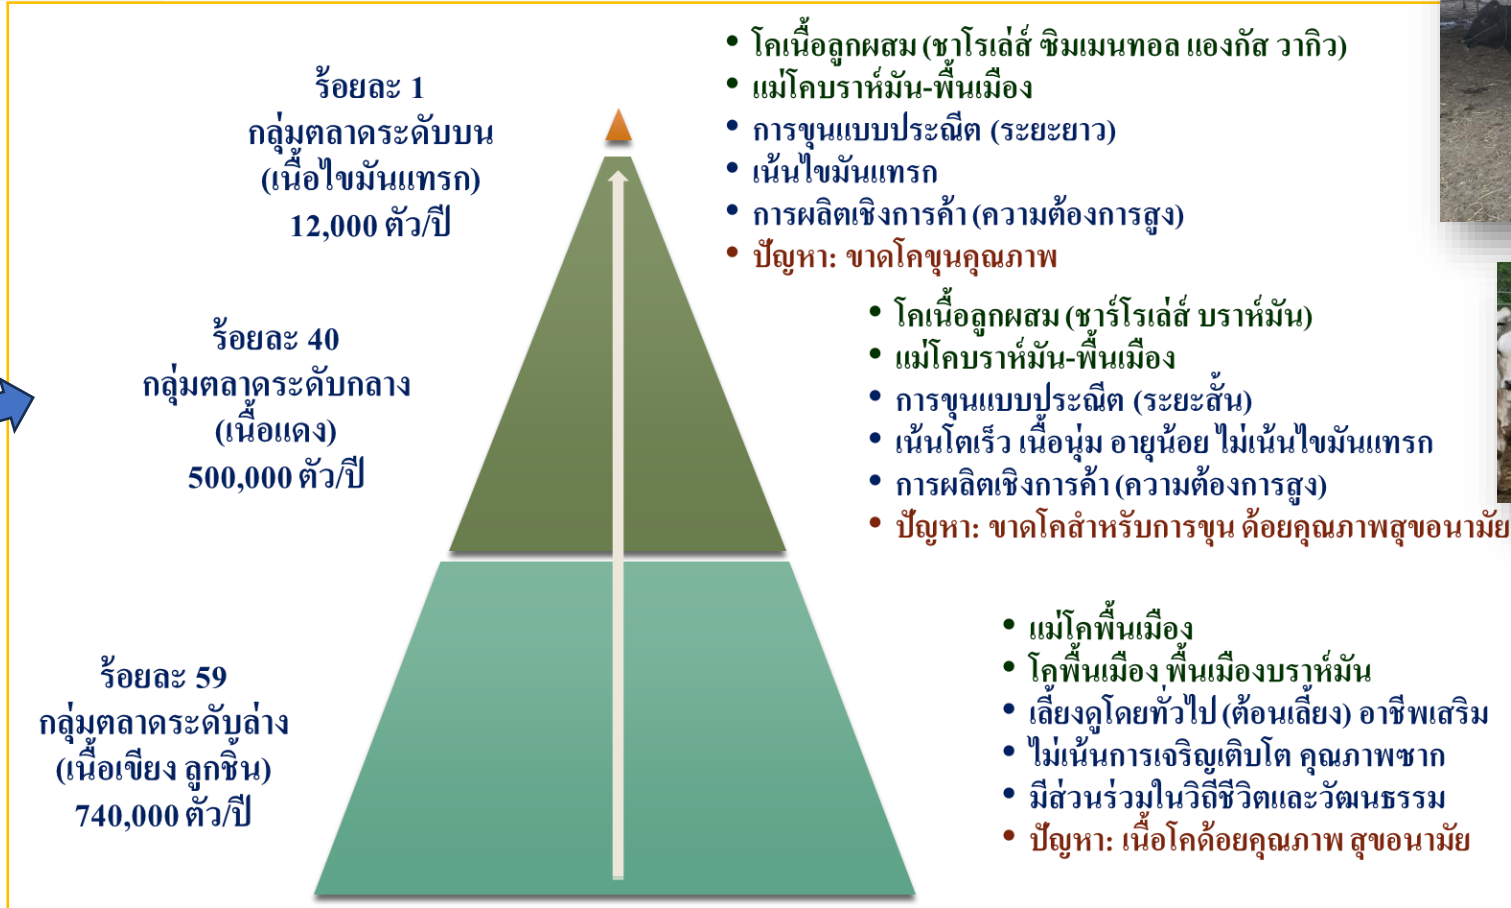 ร้อยละ 1
กลุ่มตลาดระดับบน
(เนื้อไขมันแทรก)
12,000 ตัว/ปี
• โคเนื้อลูกผสม (ชาโรเล่ส์ ซิมเมนทอล แองกัส วากิว)
• แม่โคบราห์มัน-พื้นเมือง
• การขุนแบบประณีต (ระยะยาว)
• เน้นไขมันแทรก
• การผลิตเชิงการค้า (ความต้องการสูง)
• ปัญหา: ขาดโคขุนคุณภาพ
ร้อยละ 40
กลุ่มตลาดระดับกลาง
(เนื้อแดง)
500,000 ตัว/ปี
• โคเนื้อลูกผสม (ชาร์โรเล่ส์ บราห์มัน)
• แม่โคบราห์มัน-พื้นเมือง
• การขุนแบบประณีต (ระยะสั้น)
• เน้นโตเร็ว เนื้อนุ่ม อายุน้อย ไม่เน้นไขมันแทรก
• การผลิตเชิงการค้า (ความต้องการสูง)
• ปัญหา: ขาดโคสำหรับการขุน ด้อยคุณภาพสุขอนามัย
ร้อยละ 59
กลุ่มตลาดระดับล่าง
(เนื้อเขียง ลูกชิ้น)
740,000 ตัว/ปี
• แม่โคพื้นเมือง
• โคพื้นเมือง พื้นเมืองบราห์มัน
• เลี้ยงดูโดยทั่วไป (ต้อนเลี้ยง) อาชีพเสริม
• ไม่เน้นการเจริญเติบโต คุณภาพซาก
• มีส่วนร่วมในวิถีชีวิตและวัฒนธรรม
• ปัญหา: เนื้อโคด้อยคุณภาพ สุขอนามัย